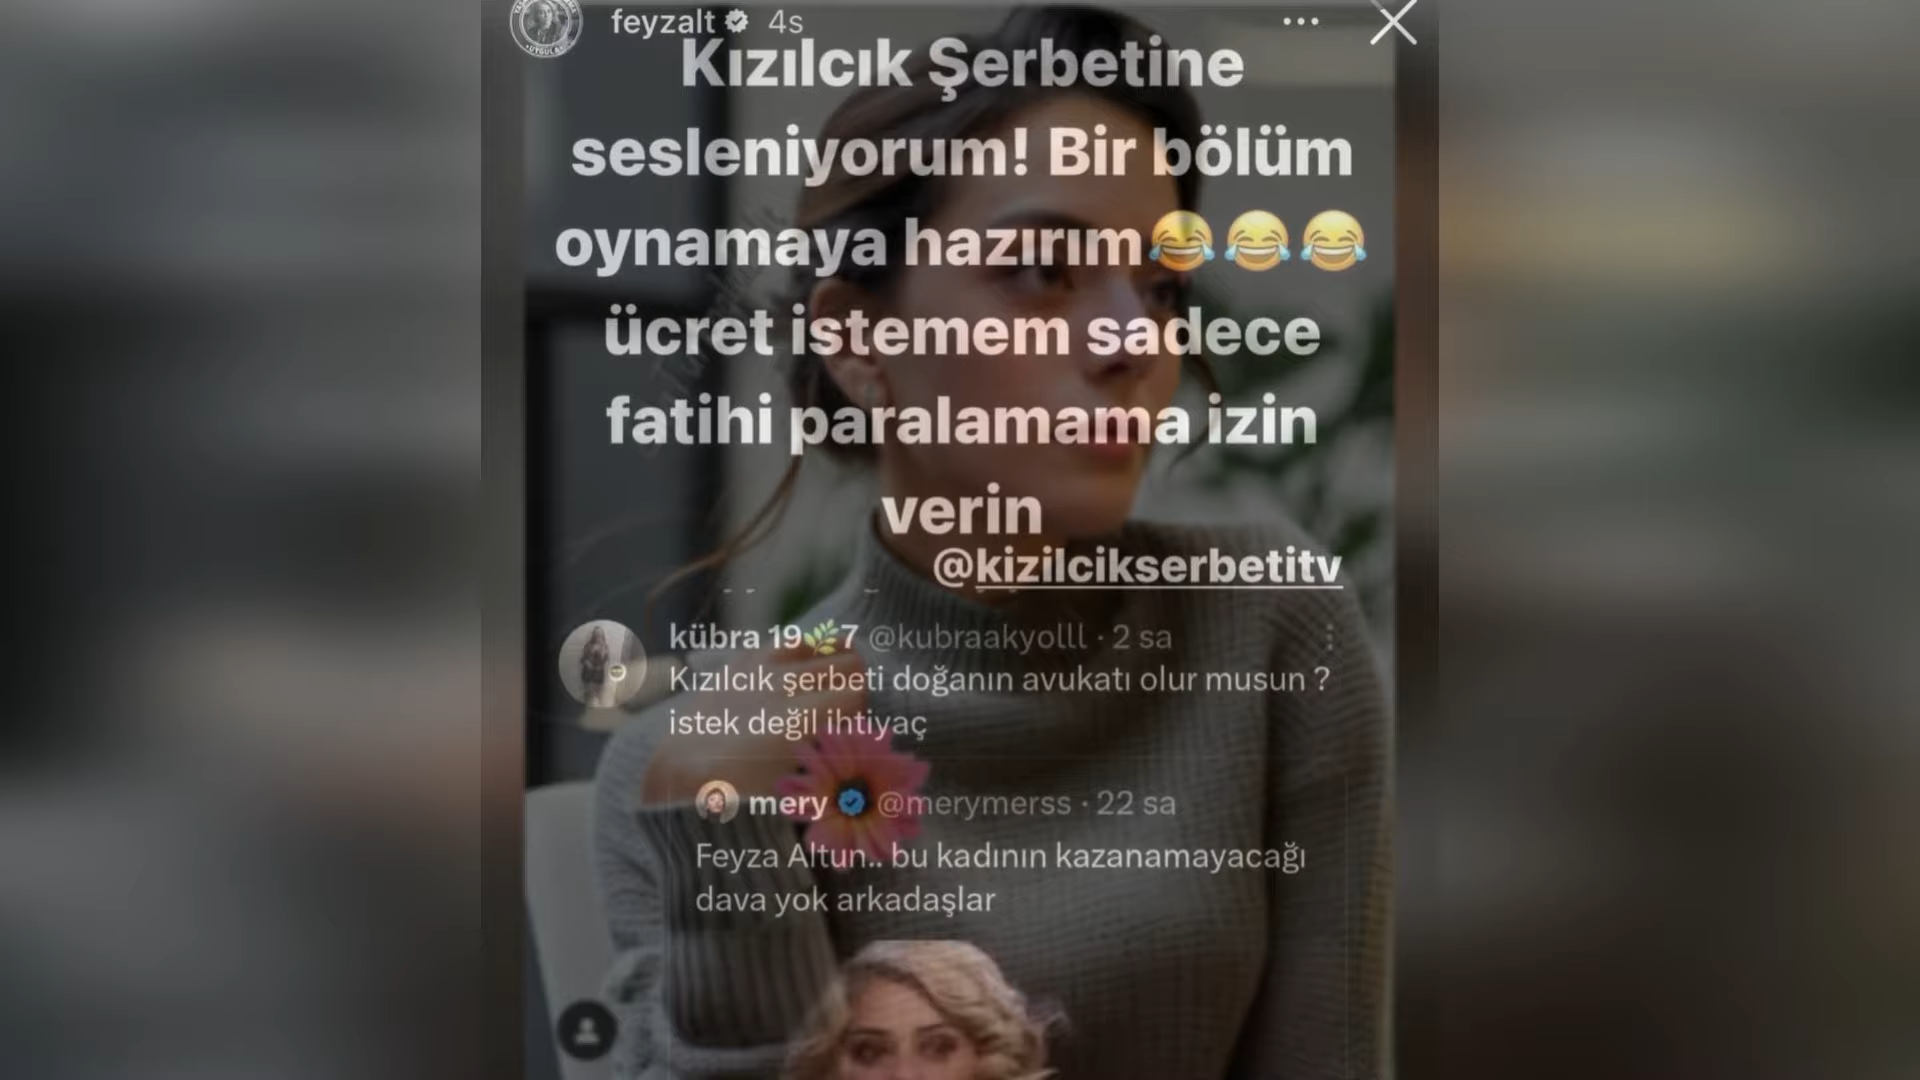 feyzalt 4s
Kızılcık Şerbetine
sesleniyorum! Bir bölüm
oynamaya hazırım😂😂😂
ücret istemem sadece
fatihi paralamama izin
verin
@kizilcikserbetitv
kübra 19🌿7 @kubraakyolll · 2 sa
Kızılcık şerbeti doğanın avukatı olur musun ?
istek değil ihtiyaç
mery @merymerss · 22 sa
Feyza Altun.. bu kadının kazanamayacağı
dava yok arkadaşlar